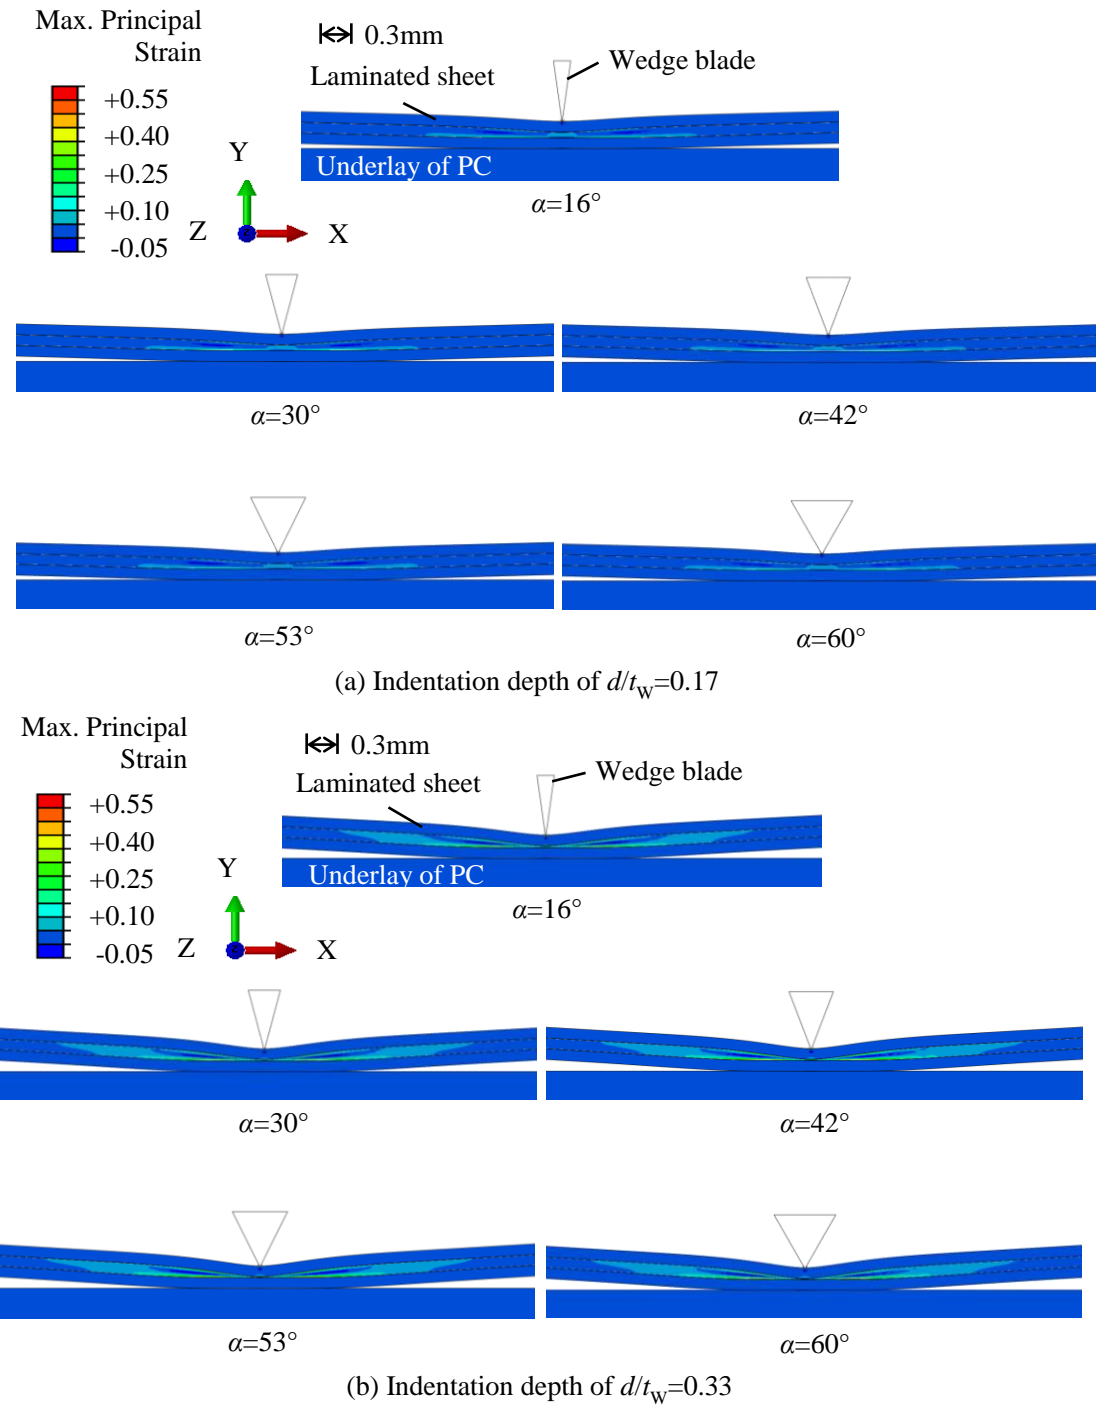 Max. Principal
Strain
+0.55
+0.40
+0.25
+0.10
-0.05
Y
Z
X
0.3mm
Laminated sheet
Wedge blade
Underlay of PC
α=16°
α=30°
α=42°
α=53°
α=60°
(a) Indentation depth of d/tW=0.17
Max. Principal
Strain
+0.55
+0.40
+0.25
+0.10
-0.05
Y
Z
X
0.3mm
Laminated sheet
Wedge blade
Underlay of PC
α=16°
α=30°
α=42°
α=53°
α=60°
(b) Indentation depth of d/tW=0.33